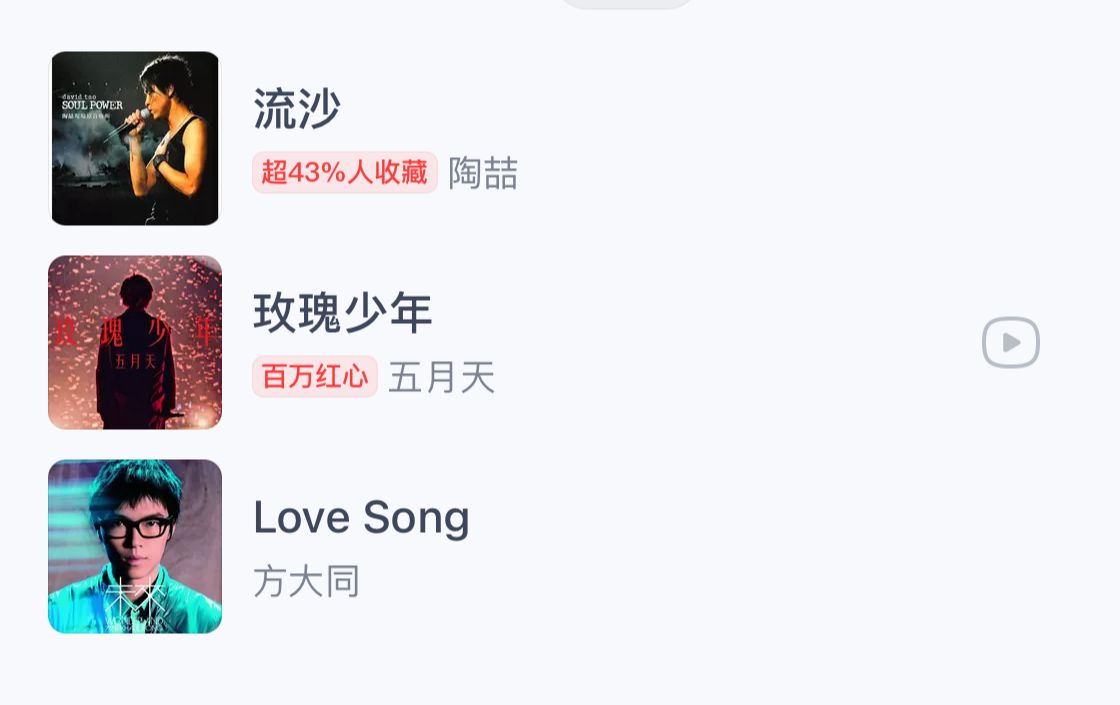 david tao
SOUL POWER
流沙
超43%人收藏 陶喆
玫瑰少年
五月天
玫瑰少年
百万红心 五月天
未来
Love Song
方大同